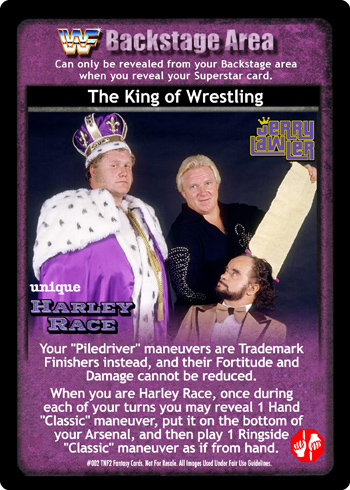 WF Backstage Area
Can only be revealed from your Backstage area
when you reveal your Superstar card.
The King of Wrestling
JERRY
LAWLER
unique
HARLEY
RACE
Your "Piledriver" maneuvers are Trademark
Finishers instead, and their Fortitude and
Damage cannot be reduced.
When you are Harley Race, once during
each of your turns you may reveal 1 Hand
"Classic" maneuver, put it on the bottom of
your Arsenal, and then play 1 Ringside
"Classic" maneuver as if from hand.
#002 TNF2 Fantasy Cards. Not For Resale. All Images Used Under Fair Use Guidelines.